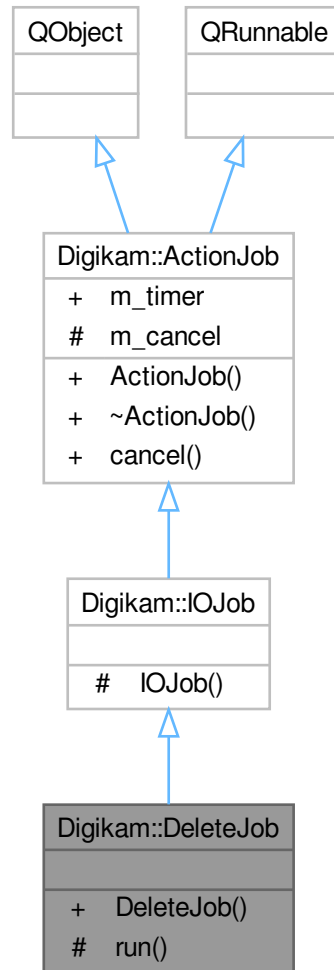 QObject
QRunnable
Digikam::ActionJob
+ m_timer
# m_cancel
+ ActionJob()
+ ~ActionJob()
+ cancel()
Digikam::IOJob
# IOJob()
Digikam::DeleteJob
+ DeleteJob()
# run()